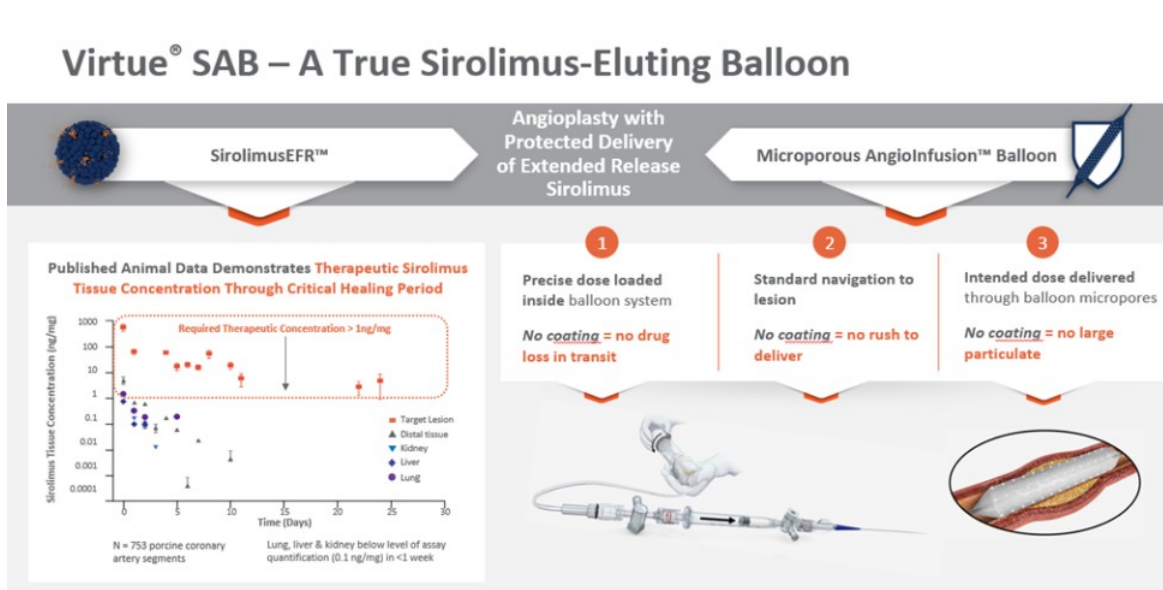 Virtue® SAB – A True Sirolimus-Eluting Balloon
SirolimusEFR™
Angioplasty with
Protected Delivery
of Extended Release
Sirolimus
Microporous AngioInfusion™ Balloon
Published Animal Data Demonstrates Therapeutic Sirolimus
Tissue Concentration Through Critical Healing Period
Sirolimus Tissue Concentration (ng/mg)
1000
100
10
1
0.1
0.01
0.001
0.0001
Required Therapeutic Concentration > 1ng/mg
Target Lesion
Distal tissue
Kidney
Liver
Lung
0
5
10
15
20
25
30
Time (Days)
N = 753 porcine coronary
artery segments
Lung, liver & kidney below level of assay
quantification (0.1 ng/mg) in <1 week
1
Precise dose loaded
inside balloon system
No coating = no drug
loss in transit
2
Standard navigation to
lesion
No coating = no rush to
deliver
3
Intended dose delivered
through balloon micropores
No coating = no large
particulate